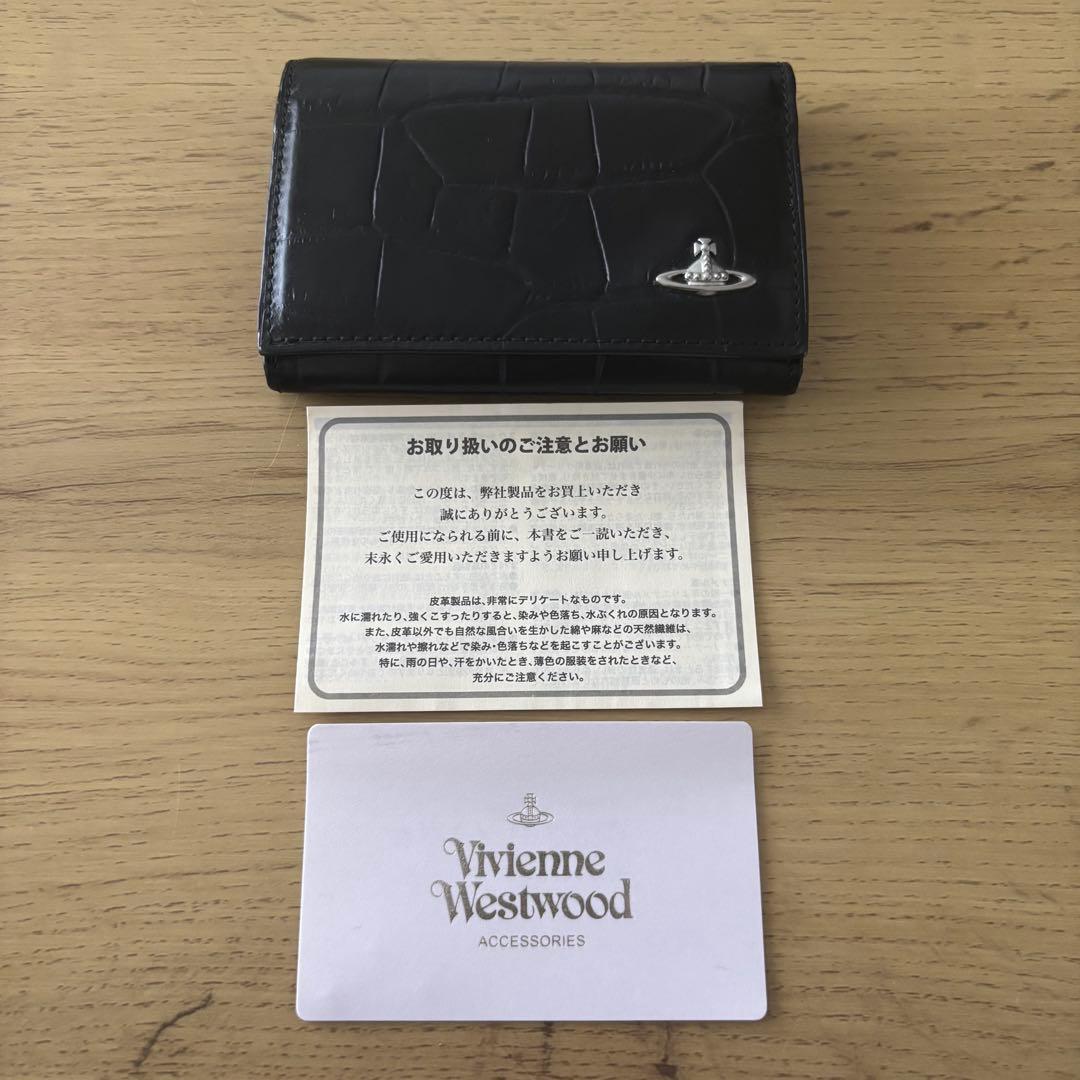 お取り扱いのご注意とお願い
この度は、弊社製品をお買上いただき
誠にありがとうございます。
ご使用になられる前に、本書をご一読いただき、
末永くご愛用いただきますようお願い申し上げます。
皮革製品は、非常にデリケートなものです。
水に濡れたり、強くこすったりすると、染みや色落ち、水ぶくれの原因となります。
また、皮革以外でも自然な風合いを生かした綿や麻などの天然繊維は、
水濡れや擦れなどで染み・色落ちなどを起こすことがございます。
特に、雨の日や、汗をかいたとき、薄色の服装をされたときなど、
充分にご注意ください。
Vivienne
Westwood
ACCESSORIES